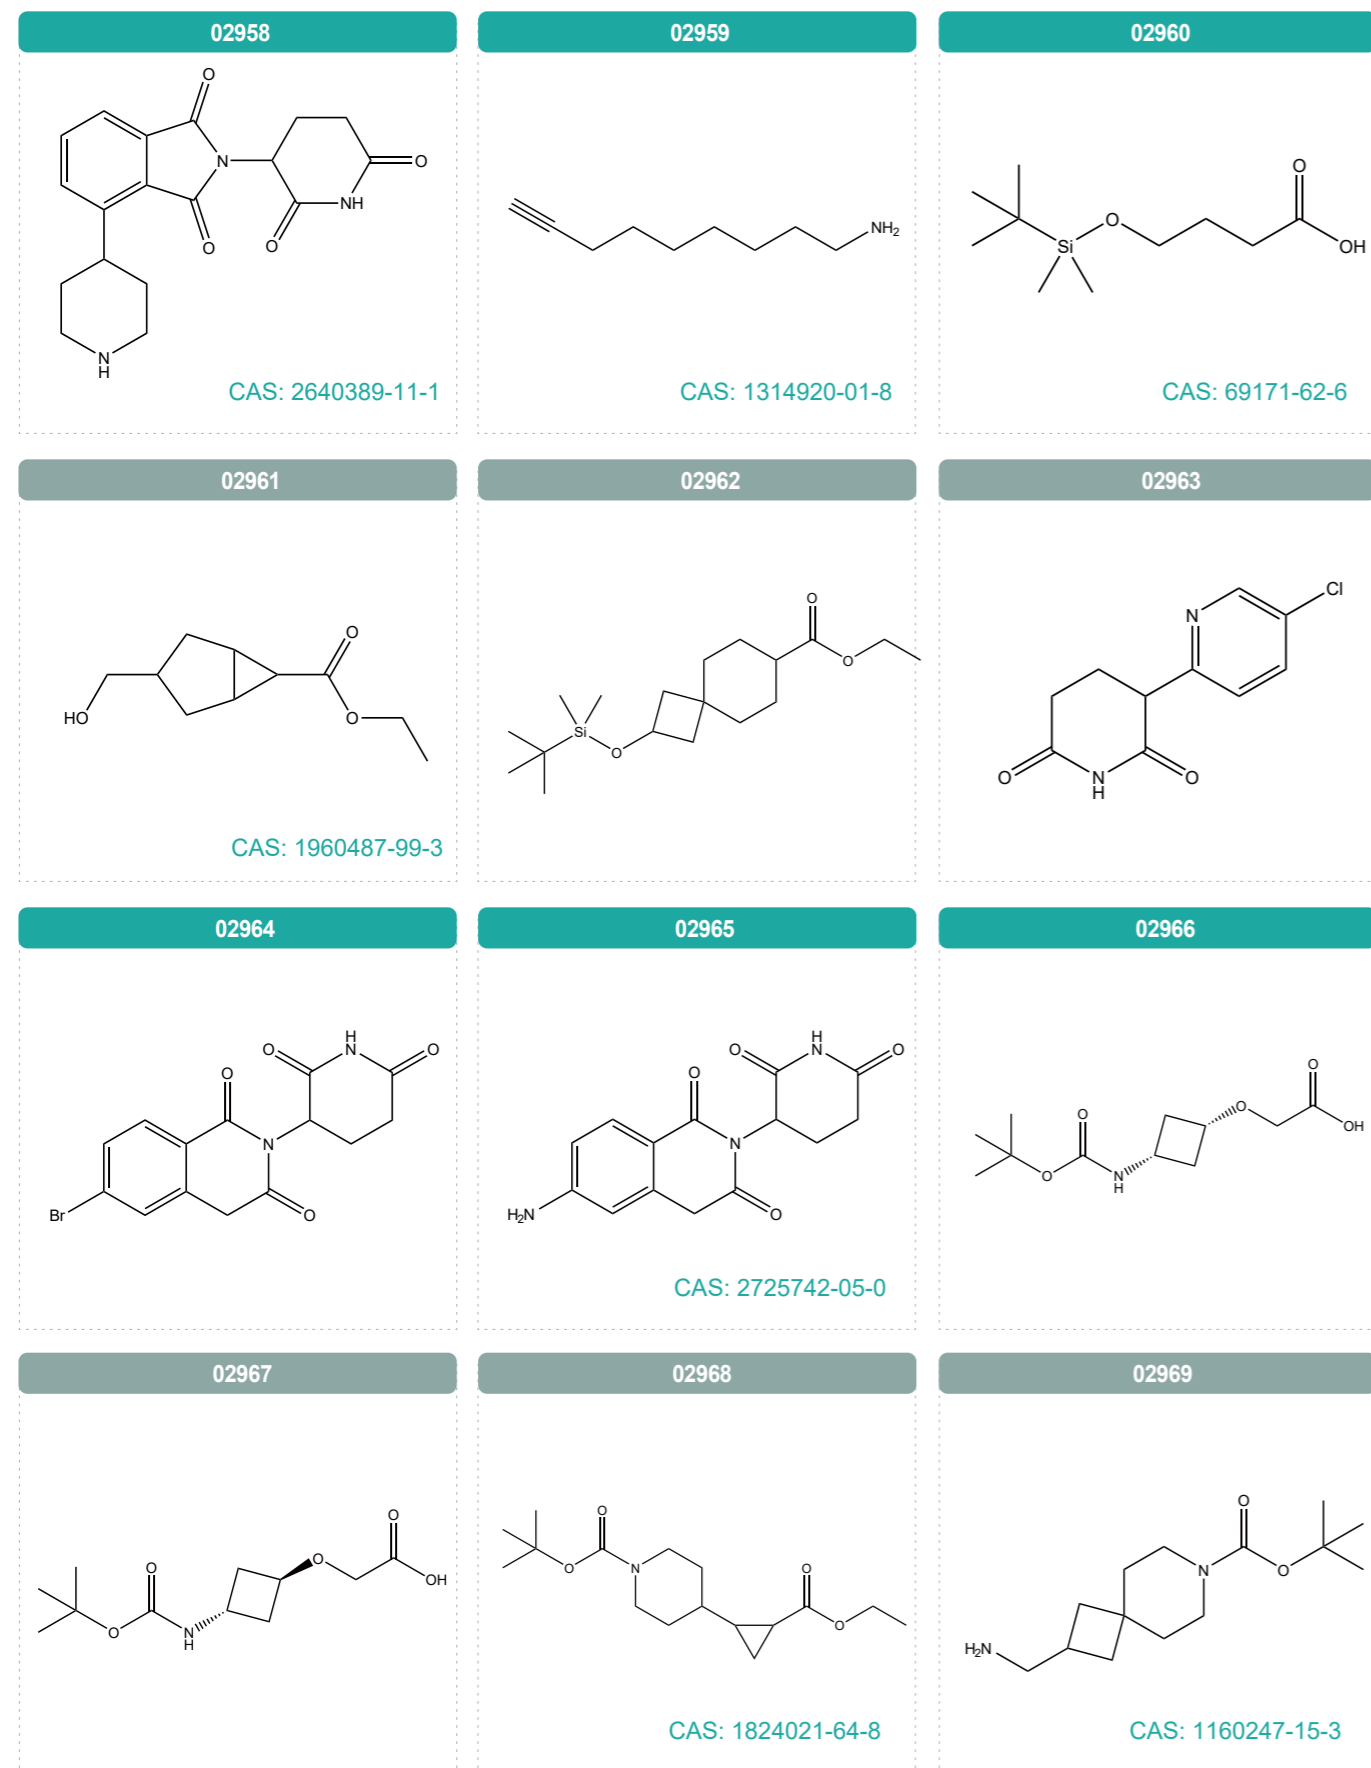 02958
02959
02960
O
N
O
O
O
NH
N
H
CAS: 2640389-11-1
NH2
CAS: 1314920-01-8
O
O
Si
OH
CAS: 69171-62-6
02961
02962
02963
HO
O
O
CAS: 1960487-99-3
O
O
Si
O
Cl
N
O
N
H
O
02964
02965
02966
H
N
O
O
O
N
O
Br
H
N
O
O
O
N
O
H2N
CAS: 2725742-05-0
O
O
OH
O
O
N
H
02967
02968
02969
O
O
OH
O
O
N
H
O
O
N
O
O
CAS: 1824021-64-8
O
O
N
H2N
CAS: 1160247-15-3